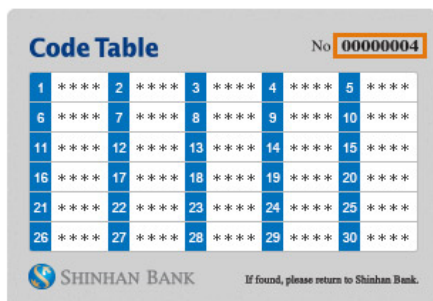 Code Table No 00000004
1 **** 2 **** 3 **** 4 **** 5 ****
6 **** 7 **** 8 **** 9 **** 10 ****
11 **** 12 **** 13 **** 14 **** 15 ****
16 **** 17 **** 18 **** 19 **** 20 ****
21 **** 22 **** 23 **** 24 **** 25 ****
26 **** 27 **** 28 **** 29 **** 30 ****
SHINHAN BANK If found, please return to Shinhan Bank.